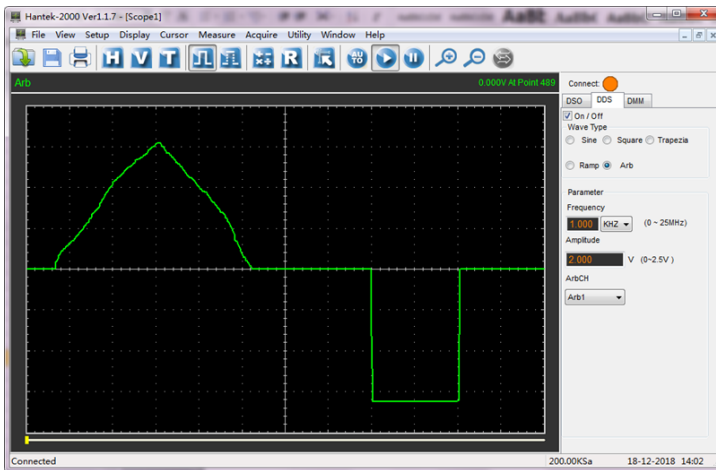 Hantek-2000 Ver1.1.7 - [Scope1]
AaBb
File View Setup Display Cursor Measure Acquire Utility Window Help
H V T R AUTO
Arb
0.000V At Point 489
Connect:
DSO DDS DMM
On / Off
Wave Type
Sine Square Trapezia
Ramp Arb
Parameter
Frequency
1.000 KHZ (0 ~ 25MHz)
Amplitude
2.000 V (0~2.5V )
ArbCH
Arb1
Connected
200.00KSa 18-12-2018 14:02